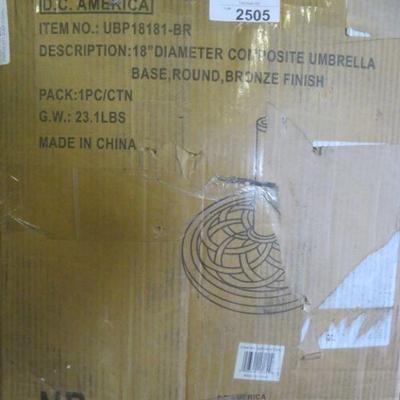 2505
D.C. AMERICA
ITEM NO.: UBP18181-BR
DESCRIPTION:18"DIAMETER COMPOSITE UMBRELLA
BASE,ROUND,BRONZE FINISH
PACK:1PC/CTN
G.W.: 23.1LBS
MADE IN CHINA
AMERICA